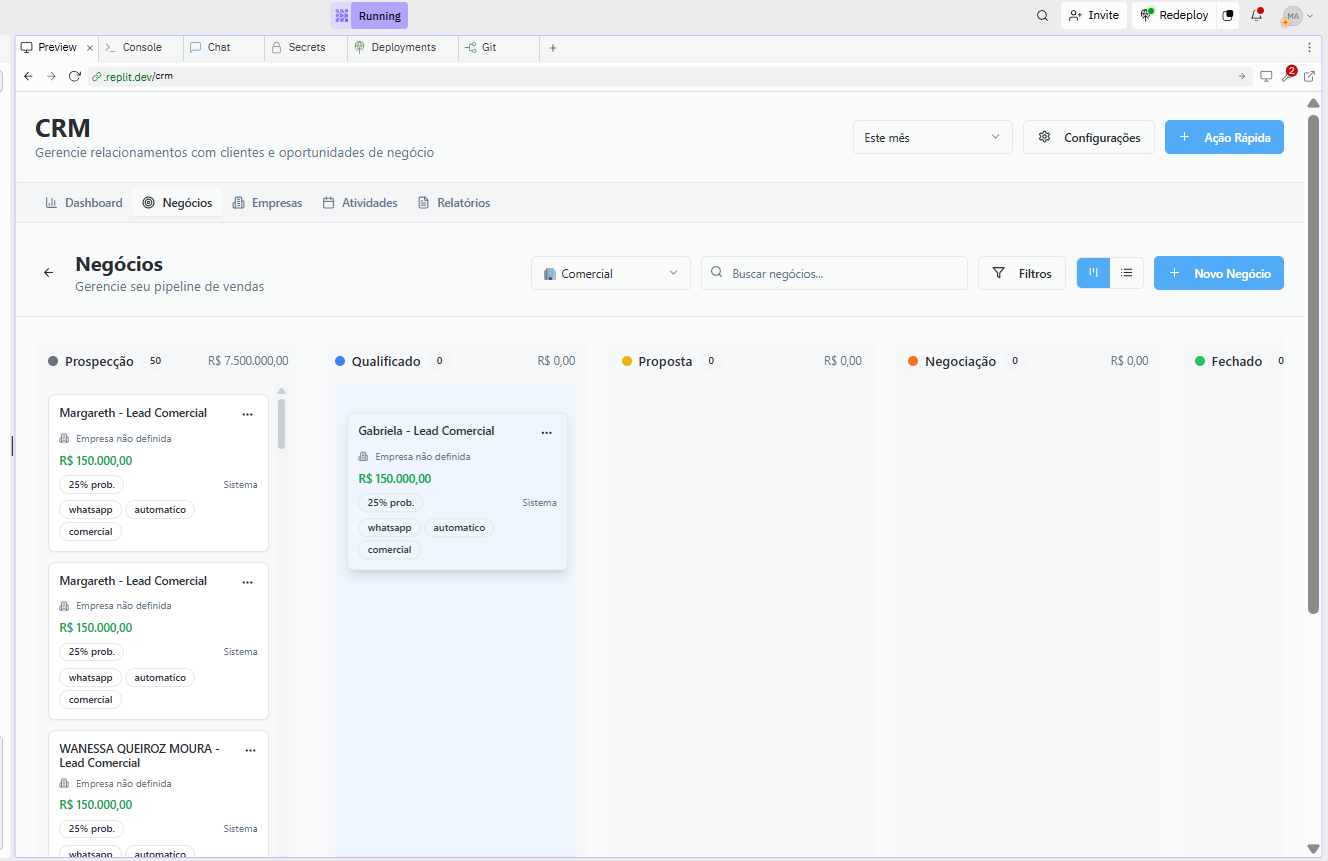 Running
Invite
Redeploy
MA
Preview
Console
Chat
Secrets
Deployments
Git
.replit.dev/crm
2
CRM
Gerencie relacionamentos com clientes e oportunidades de negócio
Este mês
Configurações
Ação Rápida
Dashboard
Negócios
Empresas
Atividades
Relatórios
Negócios
Gerencie seu pipeline de vendas
Comercial
Buscar negócios...
Filtros
Novo Negócio
Prospecção 50 R$ 7.500.000,00
Margareth - Lead Comercial
Empresa não definida
R$ 150.000,00
25% prob. Sistema
whatsapp automatico
comercial
Margareth - Lead Comercial
Empresa não definida
R$ 150.000,00
25% prob. Sistema
whatsapp automatico
comercial
WANESSA QUEIROZ MOURA -
Lead Comercial
Empresa não definida
R$ 150.000,00
25% prob. Sistema
whatsapp automatico
Qualificado 0 R$ 0,00
Gabriela - Lead Comercial
Empresa não definida
R$ 150.000,00
25% prob. Sistema
whatsapp automatico
comercial
Proposta 0 R$ 0,00
Negociação 0 R$ 0,00
Fechado 0